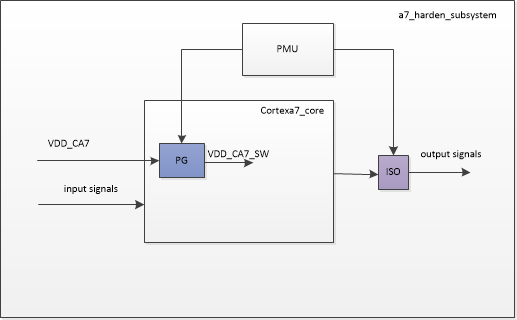 a7_harden_subsystem
PMU
Cortexa7_core
VDD_CA7
PG
VDD_CA7_SW
output signals
ISO
input signals